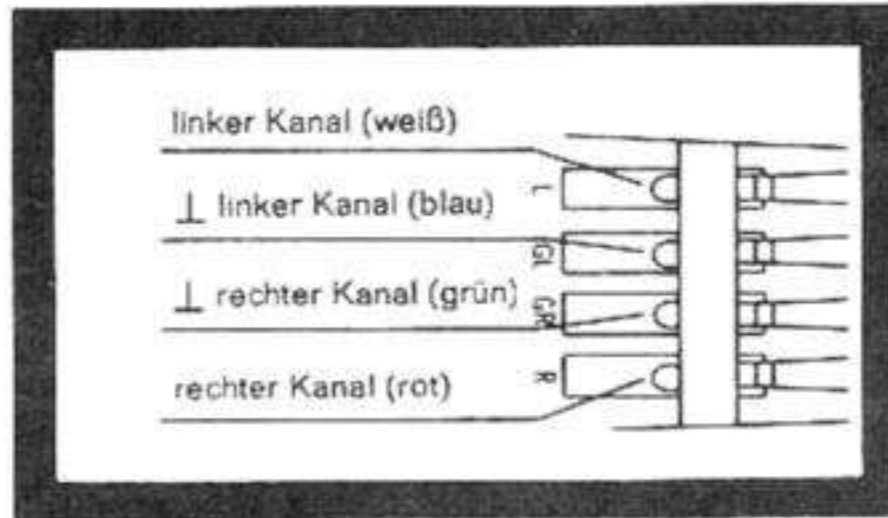 linker Kanal (weiß)
L
⊥ linker Kanal (blau)
GL
⊥ rechter Kanal (grün)
GR
rechter Kanal (rot)
R